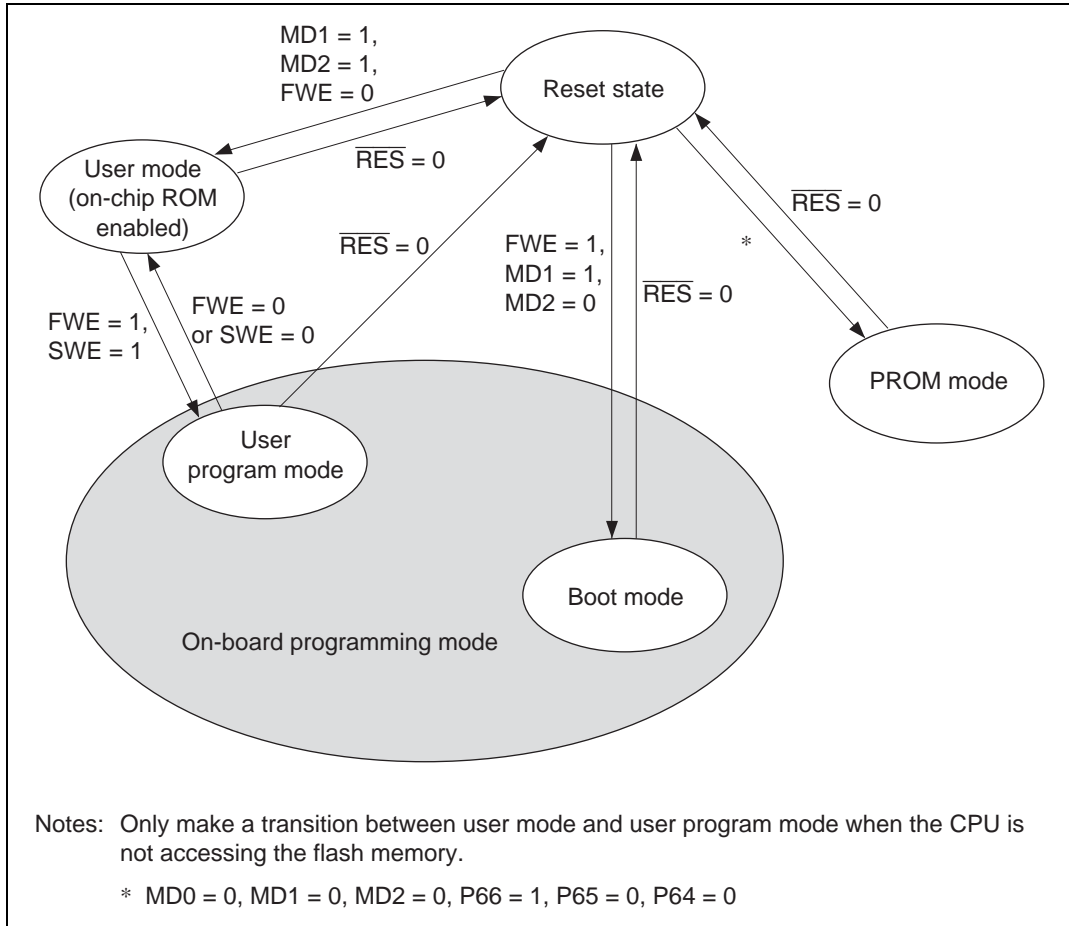 MD1 = 1,
MD2 = 1,
FWE = 0
Reset state
RES = 0
User mode
(on-chip ROM
enabled)
RES = 0
RES = 0
FWE = 1,
MD1 = 1,
MD2 = 0
*
RES = 0
FWE = 1,
SWE = 1
FWE = 0
or SWE = 0
PROM mode
User
program mode
Boot mode
On-board programming mode
Notes: Only make a transition between user mode and user program mode when the CPU is
not accessing the flash memory.
* MD0 = 0, MD1 = 0, MD2 = 0, P66 = 1, P65 = 0, P64 = 0